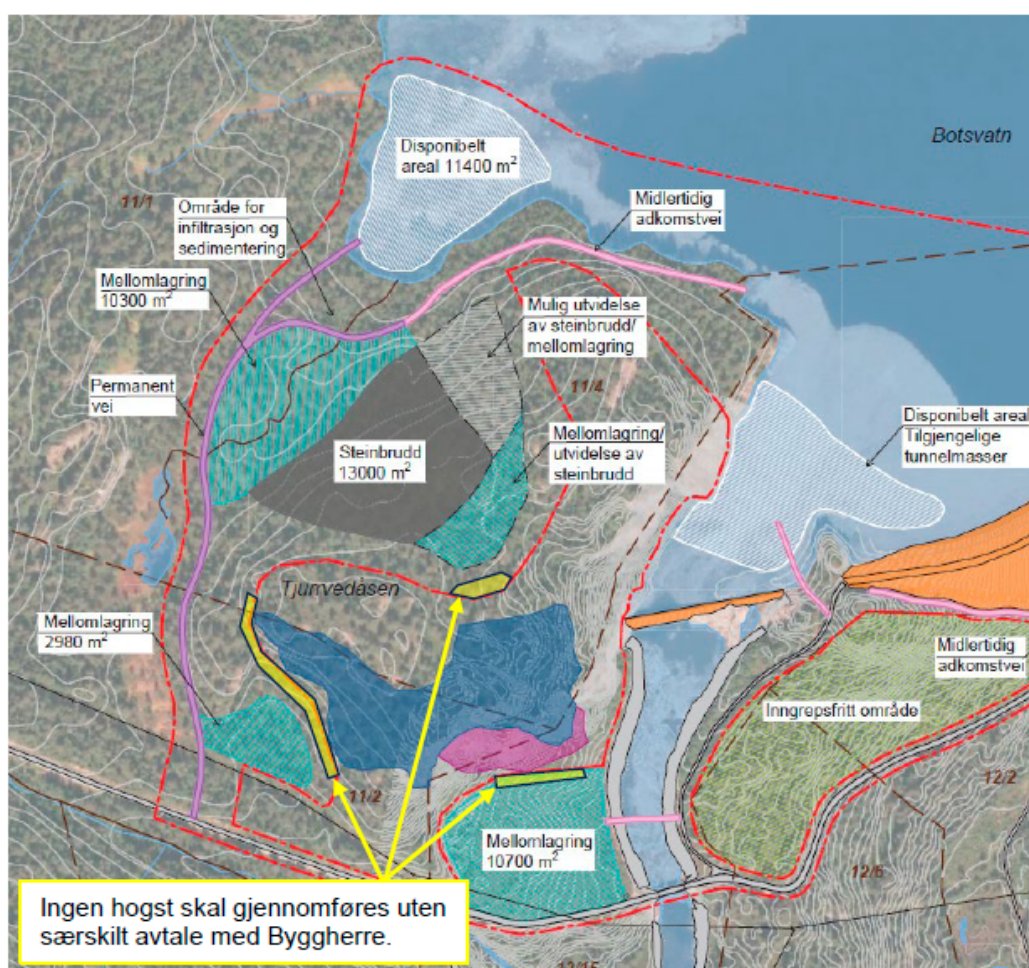 Botsvatn
Disponibelt
areal 11400 m²
11/1
Område for
infiltrasjon og
sedimentering
Midlertidig
adkomstvei
Mellomlagring
10300 m²
Mulig utvidelse
av steinbrudd/
mellomlagring
11/4
Permanent
vei
Disponibelt areal
Tilgjengelige
tunnelmasser
Steinbrudd
13000 m²
Mellomlagring/
utvidelse av
steinbrudd
Tjurrvedåsen
Mellomlagring
2980 m²
Midlertidig
adkomstvei
Inngrepsfritt område
12/2
11/2
Mellomlagring
10700 m²
12/6
Ingen hogst skal gjennomføres uten
særskilt avtale med Byggherre.
12/15